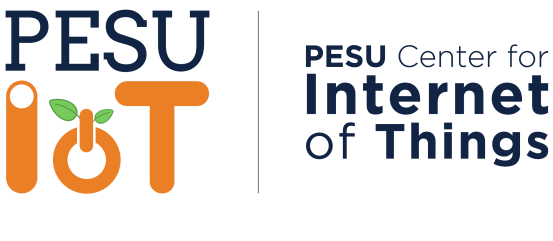 PESU
IoT
PESU Center for
Internet
of Things